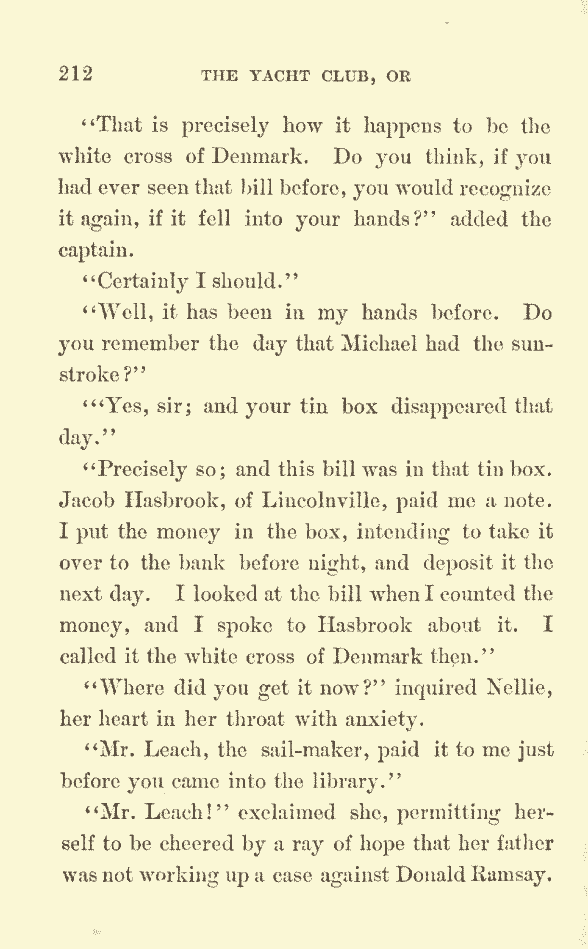 212 THE YACHT CLUB, OR
“That is precisely how it happens to be the
white cross of Denmark. Do you think, if you
had ever seen that bill before, you would recognize
it again, if it fell into your hands?” added the
captain.
“Certainly I should.”
“Well, it has been in my hands before. Do
you remember the day that Michael had the sun-
stroke?”
“‘Yes, sir; and your tin box disappeared that
day.”
“Precisely so; and this bill was in that tin box.
Jacob Hasbrook, of Lincolnville, paid me a note.
I put the money in the box, intending to take it
over to the bank before night, and deposit it the
next day. I looked at the bill when I counted the
money, and I spoke to Hasbrook about it. I
called it the white cross of Denmark then.”
“Where did you get it now?” inquired Nellie,
her heart in her throat with anxiety.
“Mr. Leach, the sail-maker, paid it to me just
before you came into the library.”
“Mr. Leach!” exclaimed she, permitting her-
self to be cheered by a ray of hope that her father
was not working up a case against Donald Ramsay.